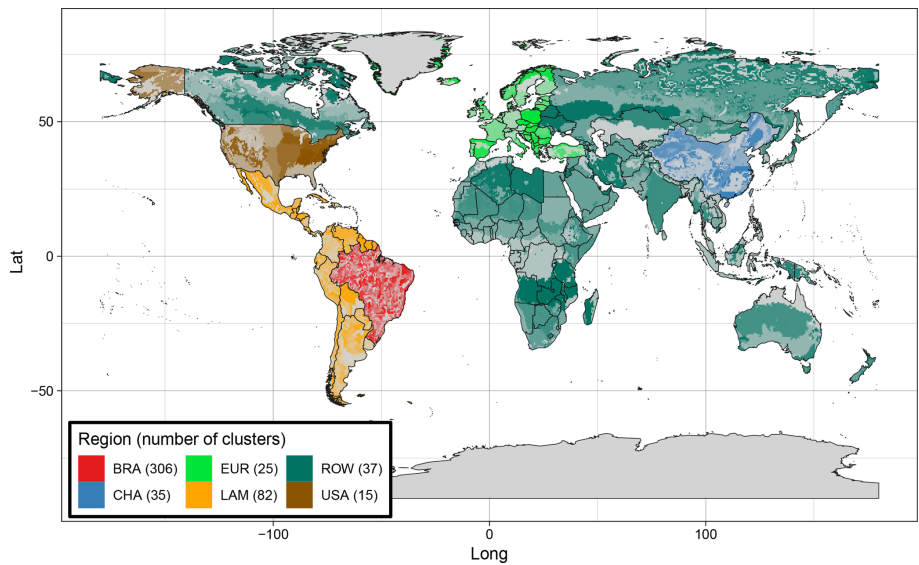 50
0
−50
Lat
Region (number of clusters)
BRA (306) EUR (25) ROW (37)
CHA (35) LAM (82) USA (15)
−100 0 100
Long